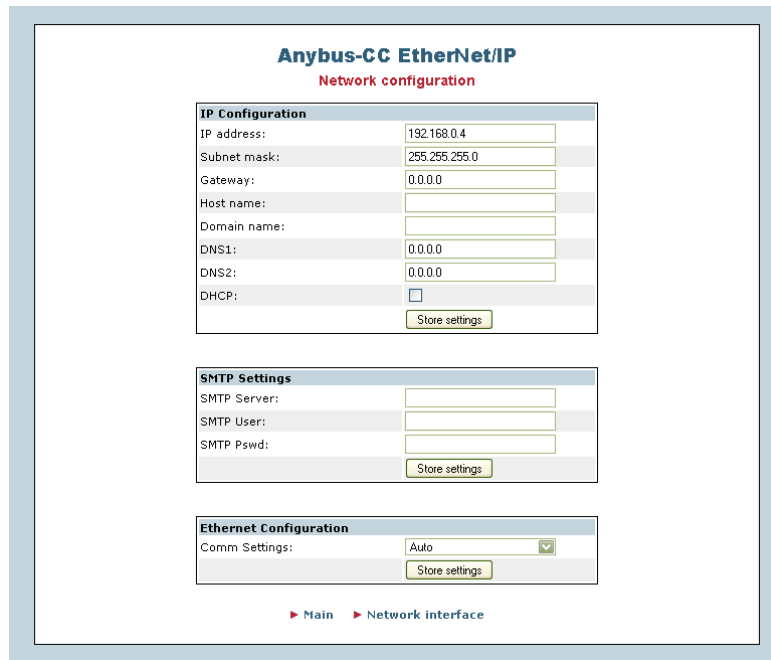 Anybus-CC EtherNet/IP
Network configuration
IP Configuration
IP address: 192.168.0.4
Subnet mask: 255.255.255.0
Gateway: 0.0.0.0
Host name:
Domain name:
DNS1: 0.0.0.0
DNS2: 0.0.0.0
DHCP:
Store settings
SMTP Settings
SMTP Server:
SMTP User:
SMTP Pswd:
Store settings
Ethernet Configuration
Comm Settings: Auto
Store settings
Main Network interface